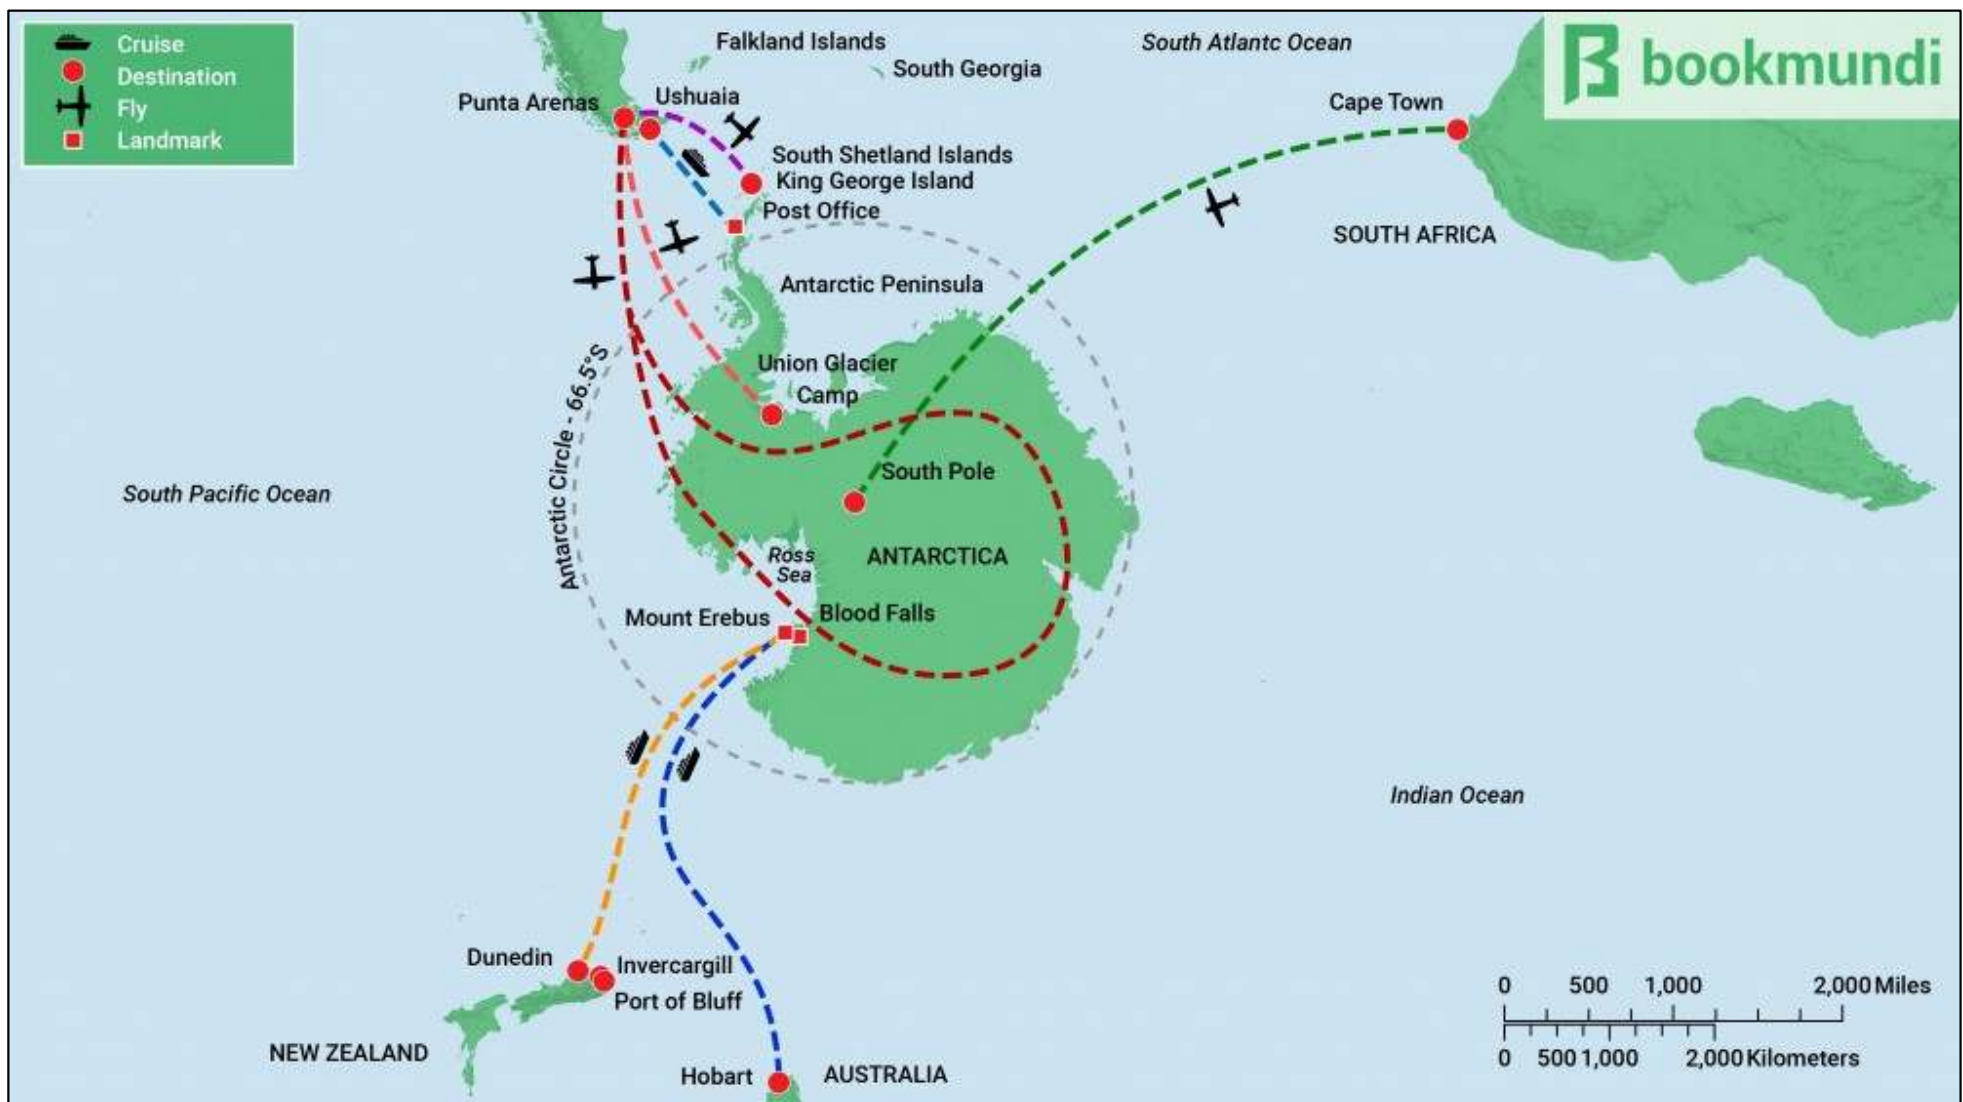 Cruise
Destination
Fly
Landmark
Falkland Islands
South Georgia
South Atlantc Ocean
bookmundi
Punta Arenas
Ushuaia
Cape Town
South Shetland Islands
King George Island
Post Office
SOUTH AFRICA
Antarctic Peninsula
Antarctic Circle - 66.5°S
Union Glacier
Camp
South Pole
South Pacific Ocean
Ross
Sea
ANTARCTICA
Mount Erebus
Blood Falls
Indian Ocean
Dunedin
Invercargill
Port of Bluff
NEW ZEALAND
Hobart
AUSTRALIA
0 500 1,000 2,000 Miles
0 500 1,000 2,000 Kilometers